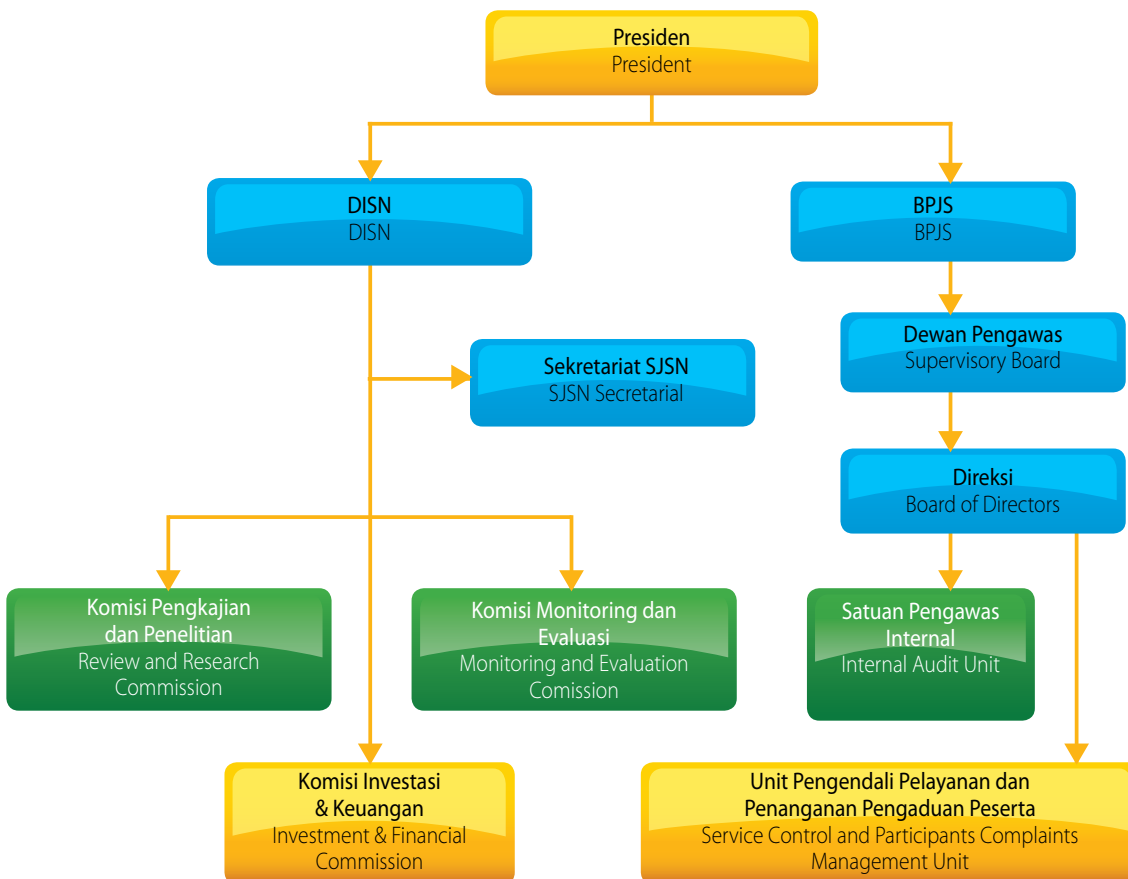 Presiden
President
DISN
DISN
BPJS
BPJS
Dewan Pengawas
Supervisory Board
Sekretariat SJSN
SJSN Secretarial
Direksi
Board of Directors
Komisi Pengkajian
dan Penelitian
Review and Research
Commission
Komisi Monitoring dan
Evaluasi
Monitoring and Evaluation
Comission
Satuan Pengawas
Internal
Internal Audit Unit
Komisi Investasi
& Keuangan
Investment & Financial
Commission
Unit Pengendali Pelayanan dan
Penanganan Pengaduan Peserta
Service Control and Participants Complaints
Management Unit